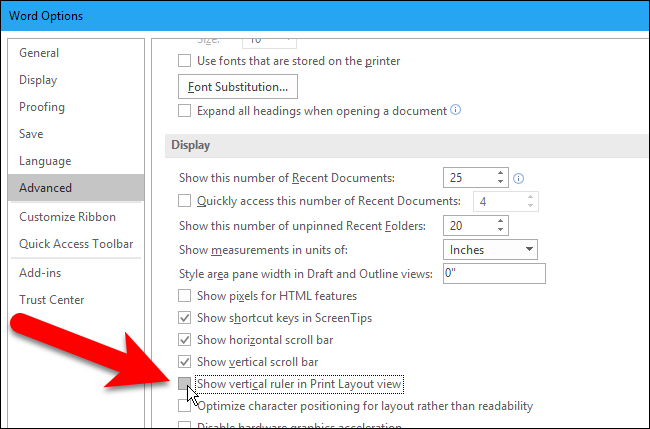 Word Options
General
Display
Proofing
Save
Language
Advanced
Customize Ribbon
Quick Access Toolbar
Add-ins
Trust Center
Size: 10
Use fonts that are stored on the printer
Font Substitution...
Expand all headings when opening a document
Display
Show this number of Recent Documents: 25
Quickly access this number of Recent Documents: 4
Show this number of unpinned Recent Folders: 20
Show measurements in units of: Inches
Style area pane width in Draft and Outline views: 0"
Show pixels for HTML features
Show shortcut keys in ScreenTips
Show horizontal scroll bar
Show vertical scroll bar
Show vertical ruler in Print Layout view
Optimize character positioning for layout rather than readability
Disable hardware graphics acceleration